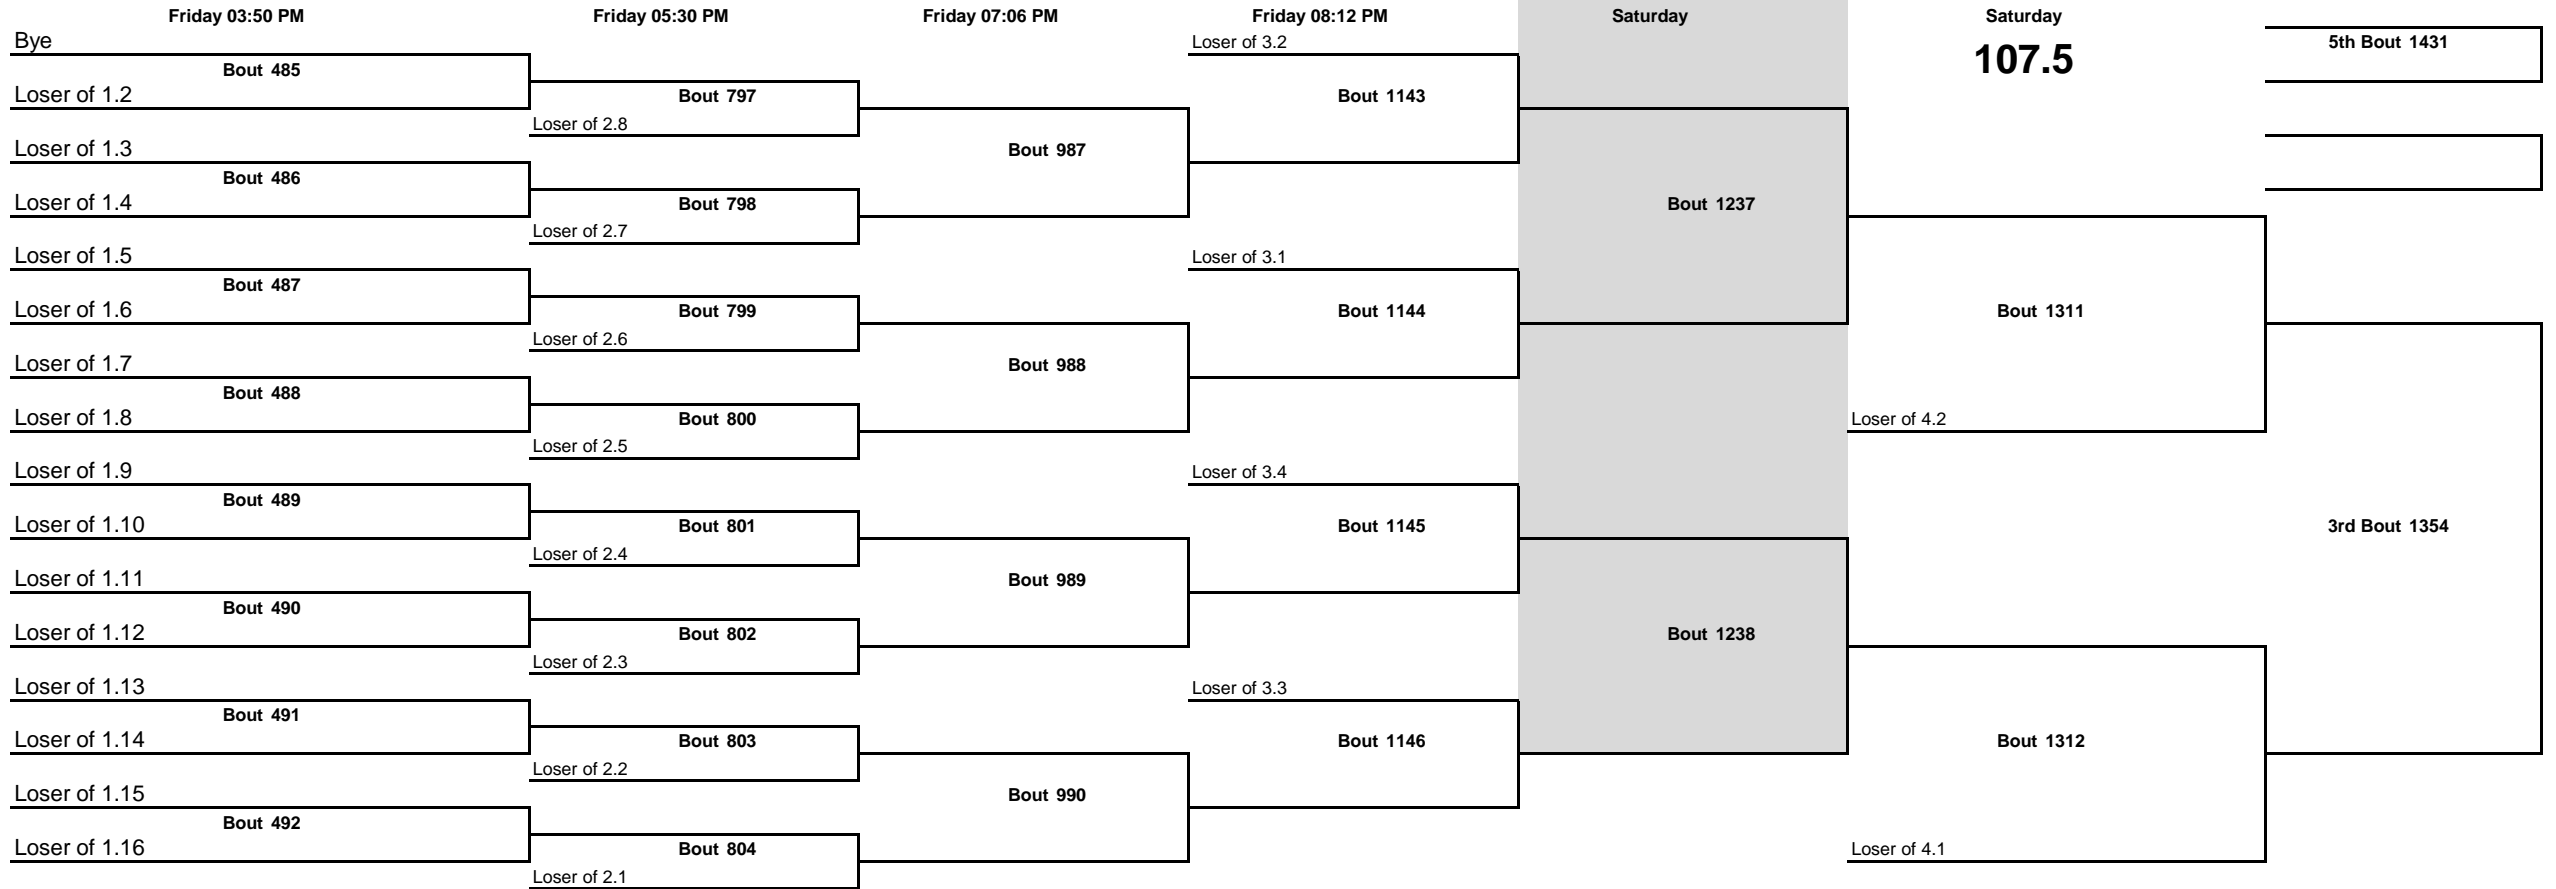 Friday 03:50 PM
Friday 05:30 PM
Friday 07:06 PM
Friday 08:12 PM
Saturday
Saturday
107.5
Bye
Bout 485
Loser of 1.2
Loser of 1.3
Bout 486
Loser of 1.4
Loser of 1.5
Bout 487
Loser of 1.6
Loser of 1.7
Bout 488
Loser of 1.8
Loser of 1.9
Bout 489
Loser of 1.10
Loser of 1.11
Bout 490
Loser of 1.12
Loser of 1.13
Bout 491
Loser of 1.14
Loser of 1.15
Bout 492
Loser of 1.16
Bout 797
Loser of 2.8
Bout 798
Loser of 2.7
Bout 799
Loser of 2.6
Bout 800
Loser of 2.5
Bout 801
Loser of 2.4
Bout 802
Loser of 2.3
Bout 803
Loser of 2.2
Bout 804
Loser of 2.1
Bout 987
Bout 988
Bout 989
Bout 990
Loser of 3.2
Bout 1143
Loser of 3.1
Bout 1144
Loser of 3.4
Bout 1145
Loser of 3.3
Bout 1146
Bout 1237
Bout 1238
Bout 1311
Loser of 4.2
Bout 1312
Loser of 4.1
5th Bout 1431
3rd Bout 1354